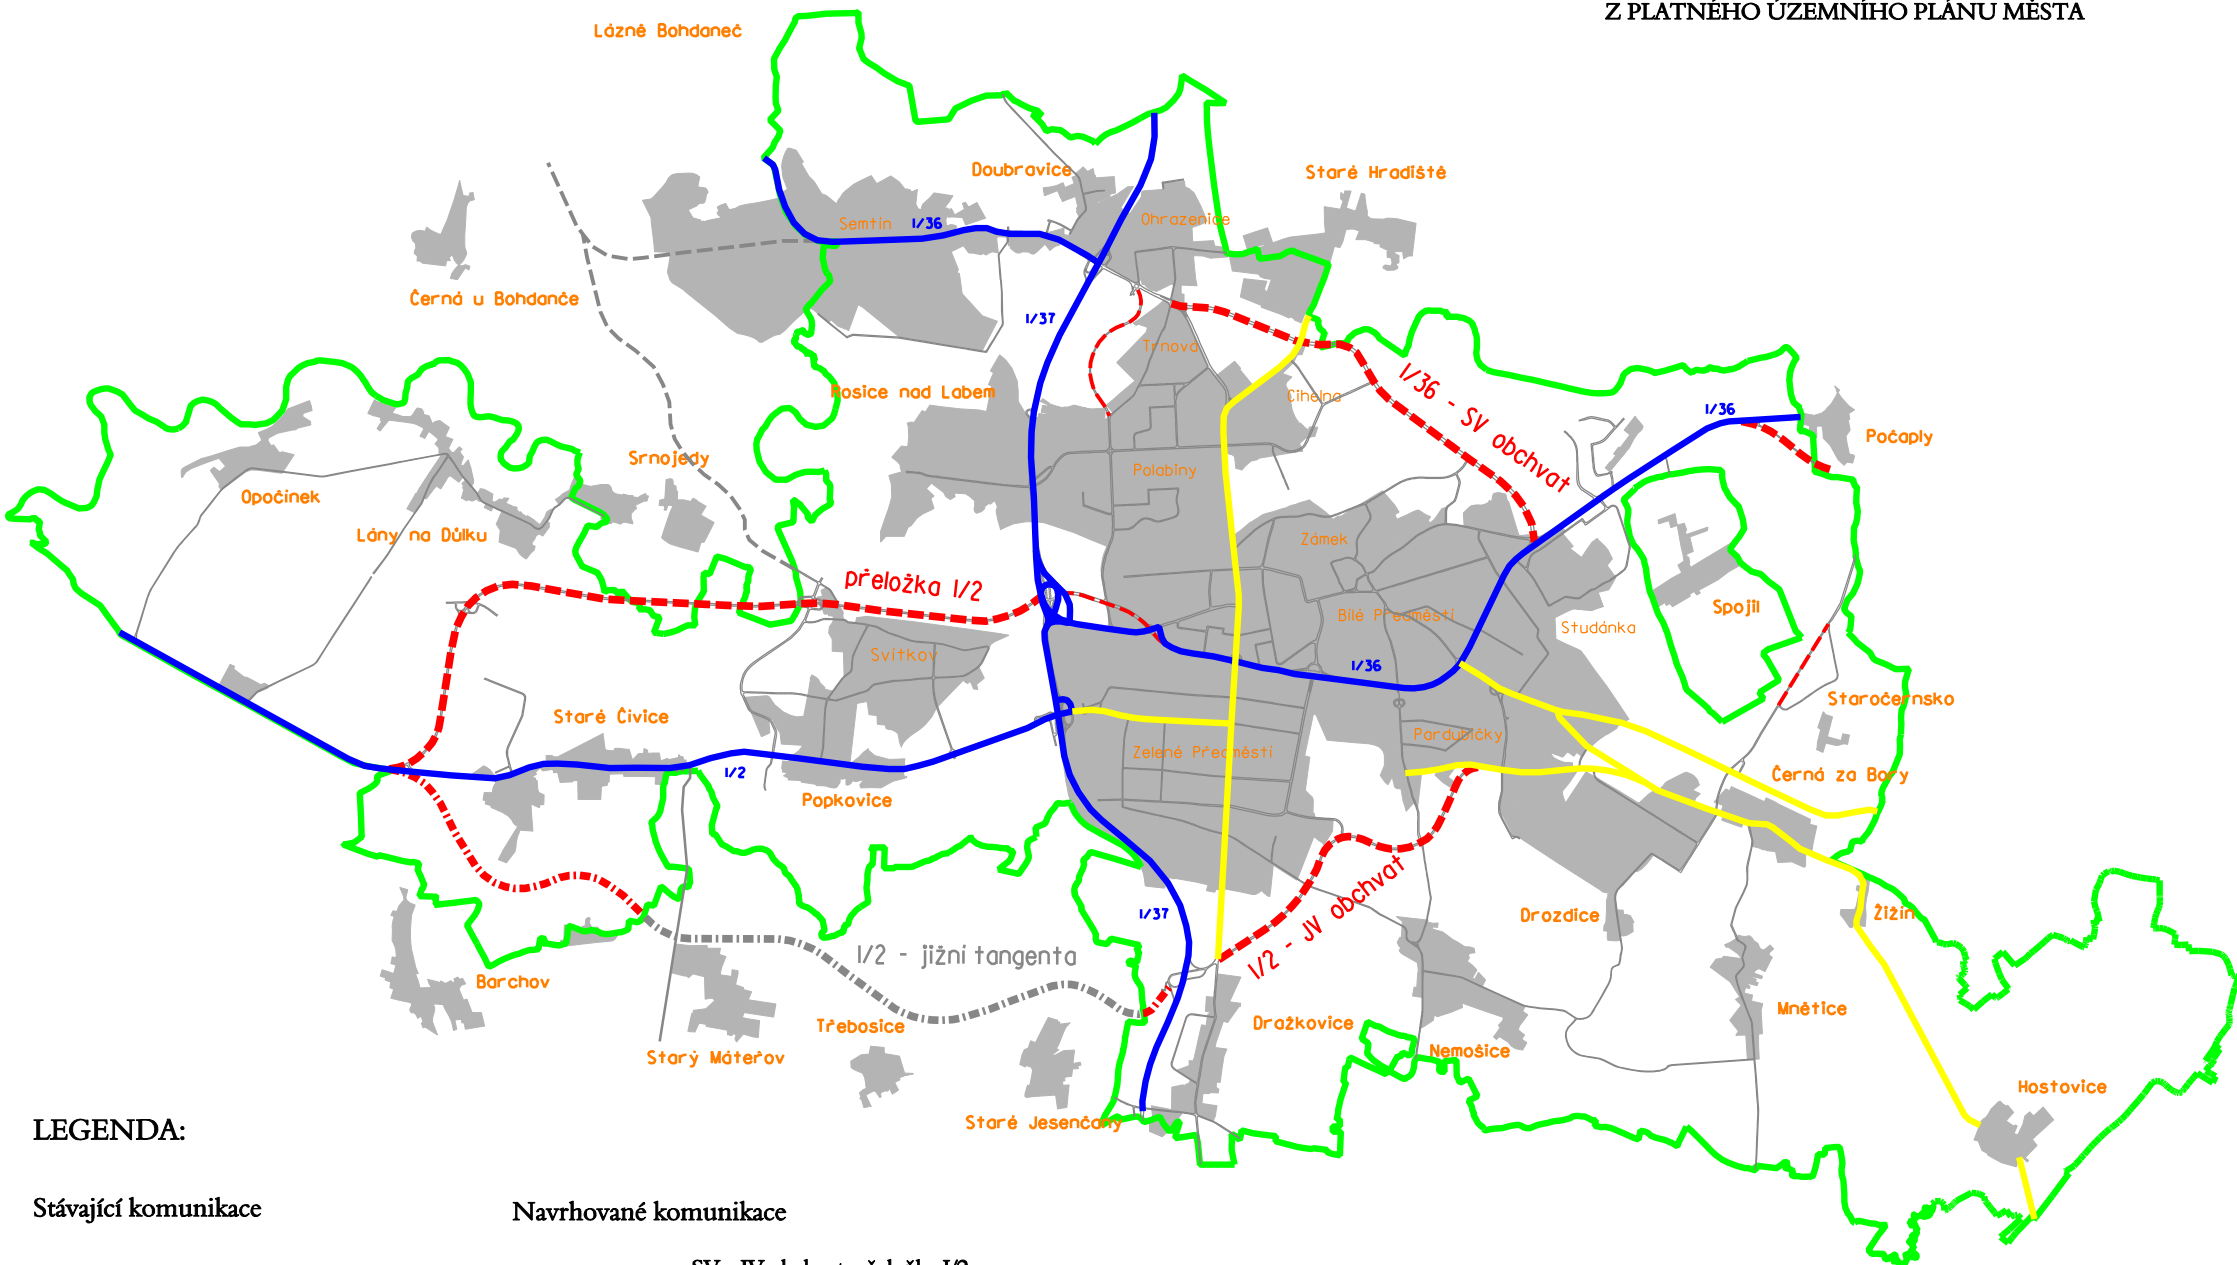 Z PLATNÉHO ÚZEMNÍHO PLÁNU MĚSTA
Lázně Bohdaneč
Doubravice
Staré Hradiště
Semtín
I/36
Ohrazenice
Černá u Bohdanče
I/37
Trnová
Rosice nad Labem
Cihelna
I/36 - SV obchvat
I/36
Počaply
Srnojedy
Polabiny
Opočínek
Lány na Důlku
Zámek
přeložka I/2
Bílé Předměstí
Studánka
Spojil
Svítkov
I/36
Staročernsko
Staré Čívice
Pardubičky
Zelené Předměstí
I/2
Černá za Bory
Popkovice
I/37
Drozdice
Žižín
I/2 - jižní tangenta
I/2 - JV obchvat
Barchov
Mnětice
Třebosice
Dražkovice
Starý Máteřov
Nemošice
Hostovice
Staré Jesenčany
LEGENDA:
Stávající komunikace
Navrhované komunikace